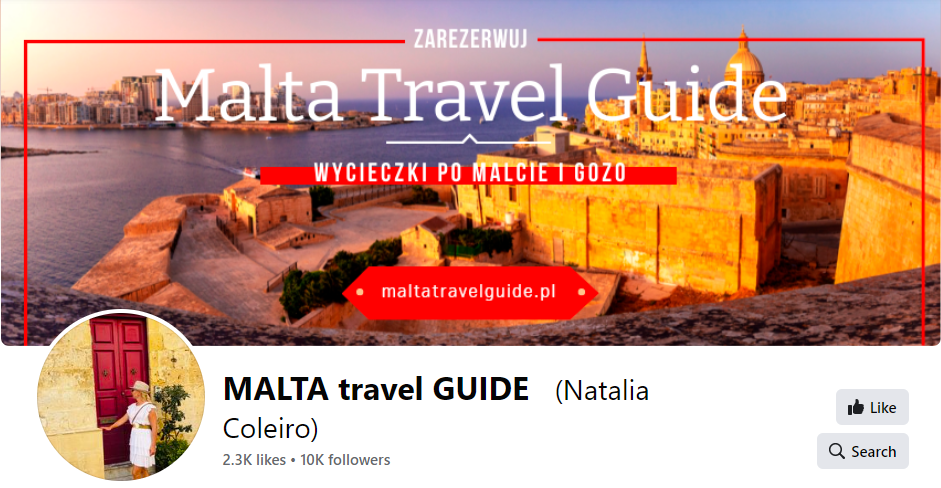 ZAREZERWUJ
Malta Travel Guide
WYCIECZKI PO MALCIE I GOZO
maltatravelguide.pl
MALTA travel GUIDE (Natalia
Coleiro)
2.3K likes • 10K followers
Like
Search